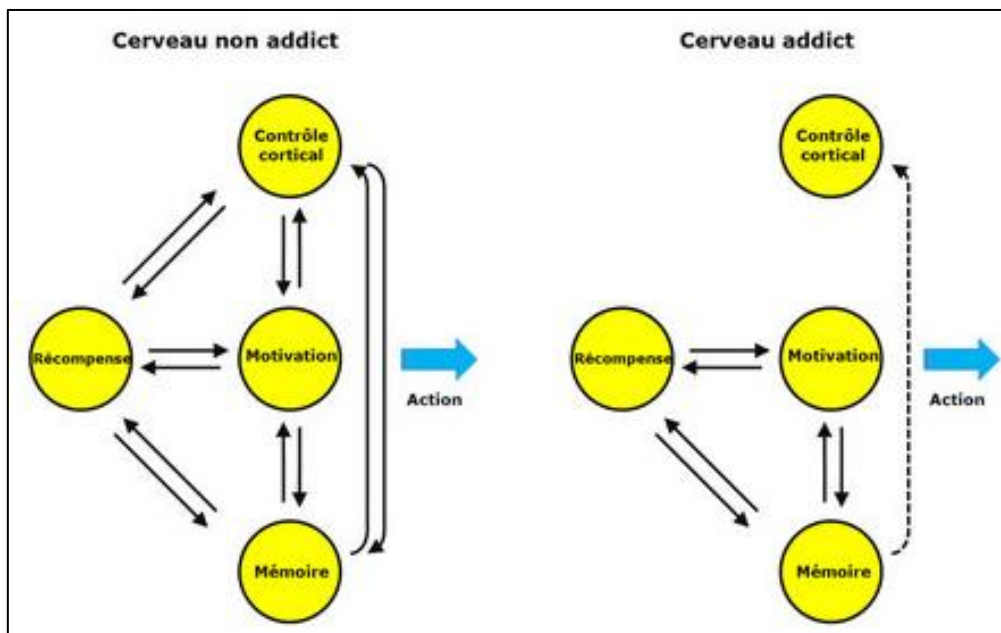 Cerveau non addict
Contrôle
cortical
Récompense
Motivation
Action
Mémoire
Cerveau addict
Contrôle
cortical
Récompense
Motivation
Action
Mémoire